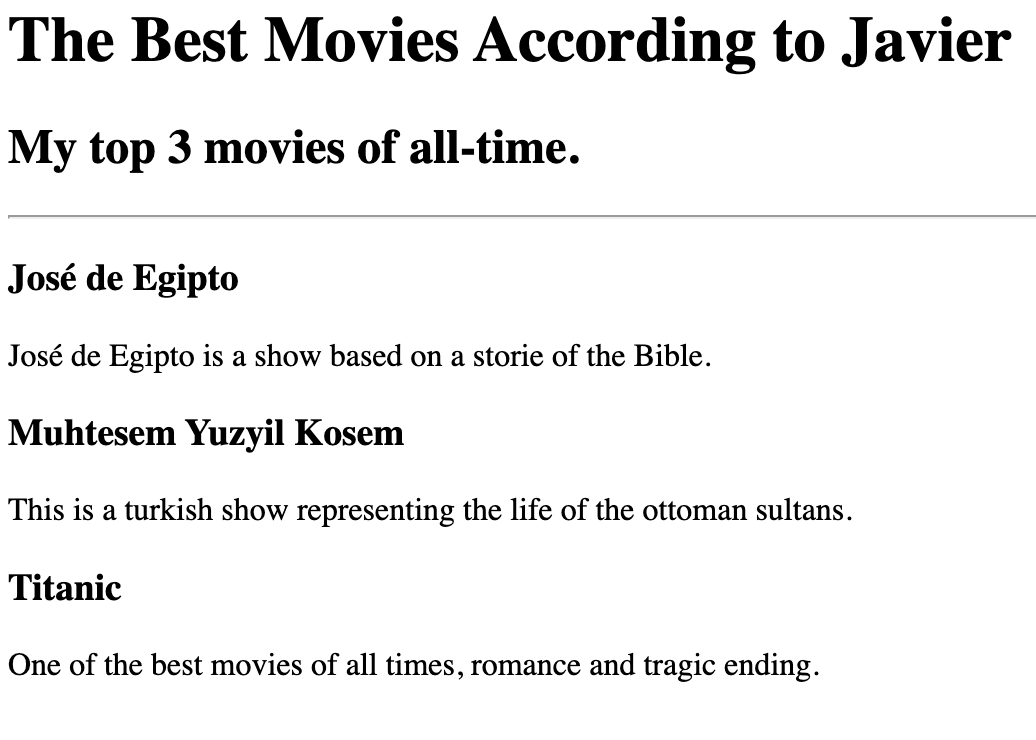 The Best Movies According to Javier
My top 3 movies of all-time.
José de Egipto
José de Egipto is a show based on a storie of the Bible.
Muhtesem Yuzyil Kosem
This is a turkish show representing the life of the ottoman sultans.
Titanic
One of the best movies of all times, romance and tragic ending.